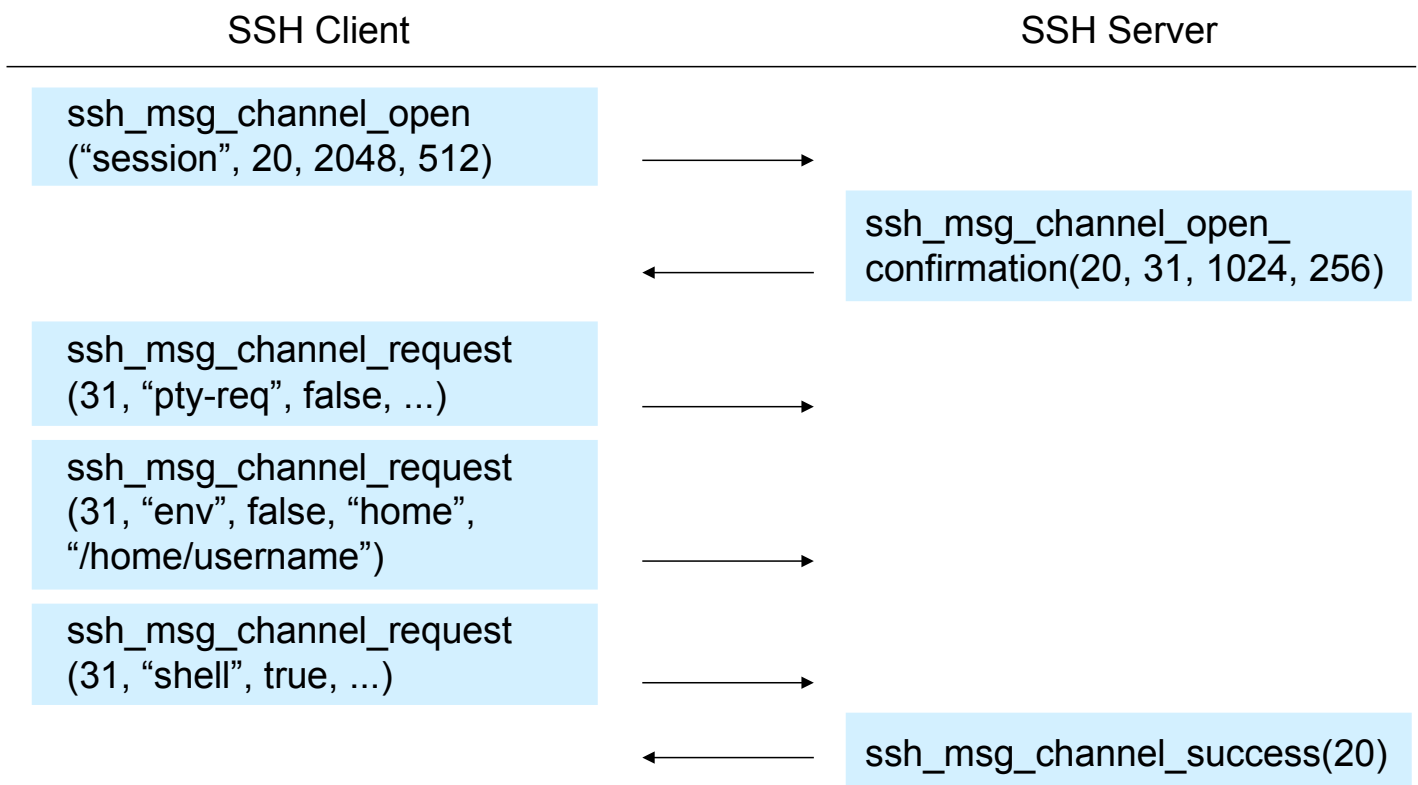 SSH Client
SSH Server
ssh_msg_channel_open
(“session”, 20, 2048, 512)
ssh_msg_channel_open_
confirmation(20, 31, 1024, 256)
ssh_msg_channel_request
(31, “pty-req”, false, ...)
ssh_msg_channel_request
(31, “env”, false, “home”,
“/home/username”)
ssh_msg_channel_request
(31, “shell”, true, ...)
ssh_msg_channel_success(20)